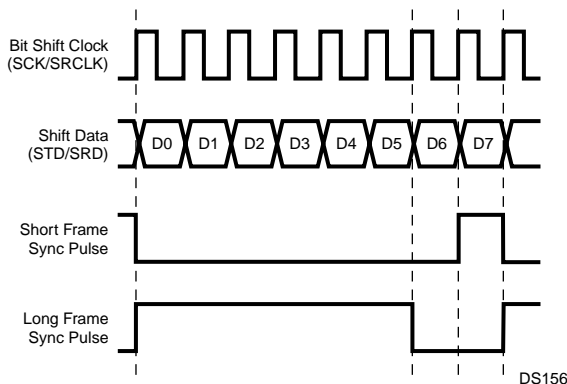 Bit Shift Clock
(SCK/SRCLK)
Shift Data
(STD/SRD)
D0 D1 D2 D3 D4 D5 D6 D7
Short Frame
Sync Pulse
Long Frame
Sync Pulse
DS156